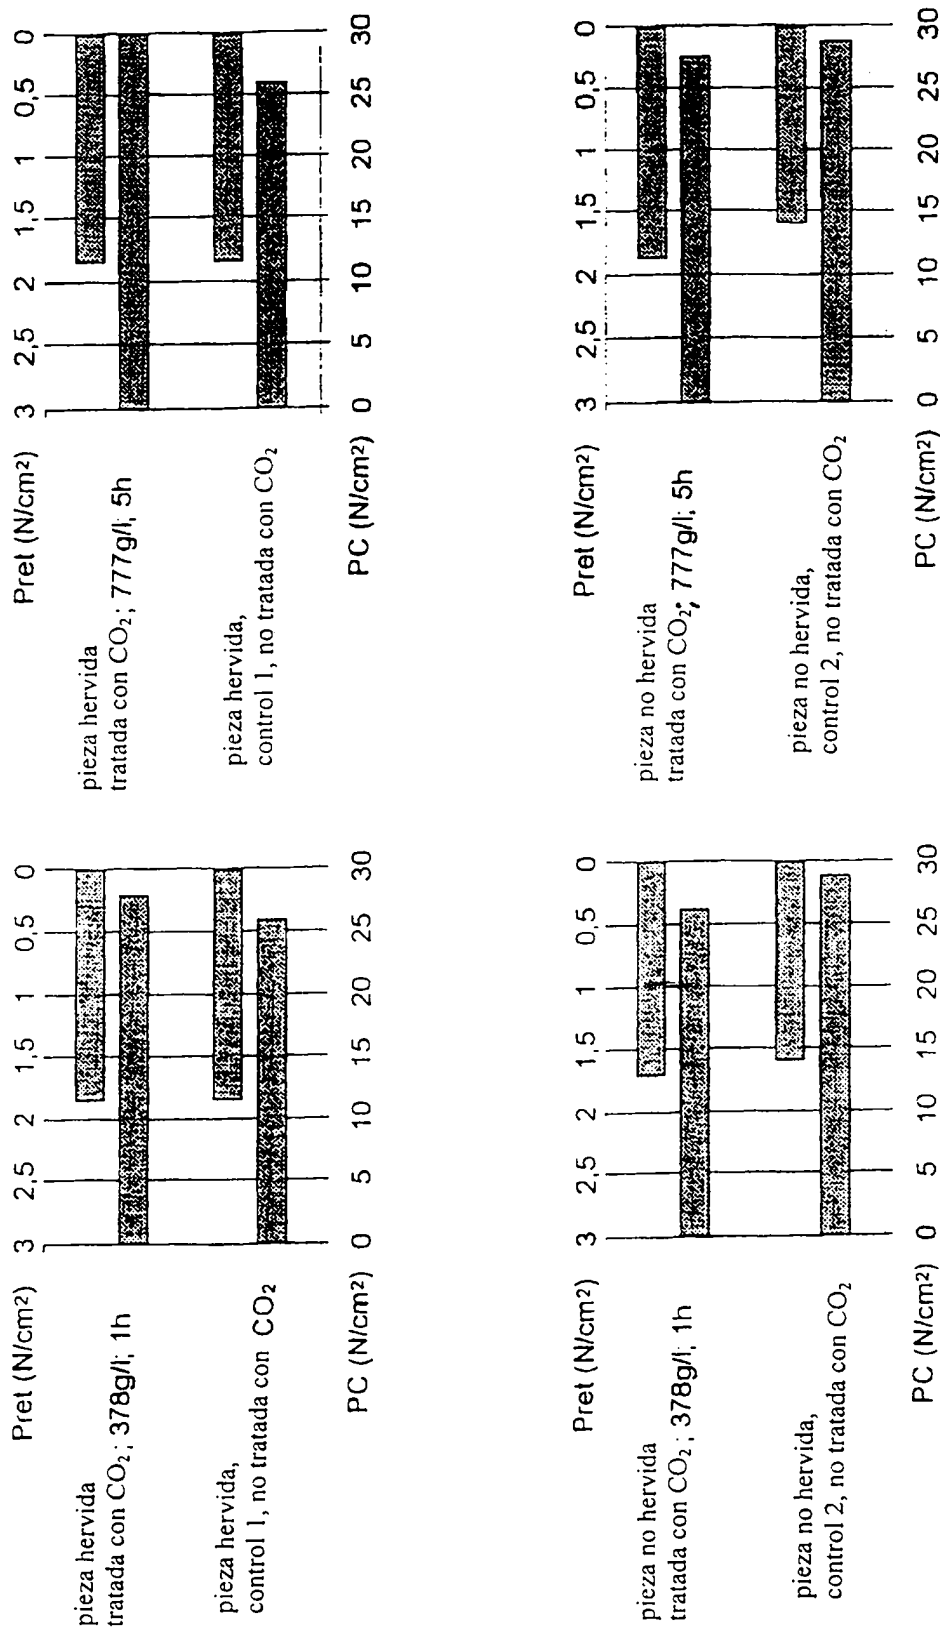 Pret (N/cm²) 3 2,5 2 1,5 1 0,5 0
pieza hervida
tratada con CO₂; 378g/l; 1h
pieza hervida,
control 1, no tratada con CO₂
PC (N/cm²) 0 5 10 15 20 25 30
Pret (N/cm²) 3 2,5 2 1,5 1 0,5 0
pieza hervida
tratada con CO₂; 777g/l; 5h
pieza hervida,
control 1, no tratada con CO₂
PC (N/cm²) 0 5 10 15 20 25 30
Pret (N/cm²) 3 2,5 2 1,5 1 0,5 0
pieza no hervida
tratada con CO₂; 378g/l; 1h
pieza no hervida,
control 2, no tratada con CO₂
PC (N/cm²) 0 5 10 15 20 25 30
Pret (N/cm²) 3 2,5 2 1,5 1 0,5 0
pieza no hervida
tratada con CO₂; 777g/l; 5h
pieza no hervida,
control 2, no tratada con CO₂
PC (N/cm²) 0 5 10 15 20 25 30